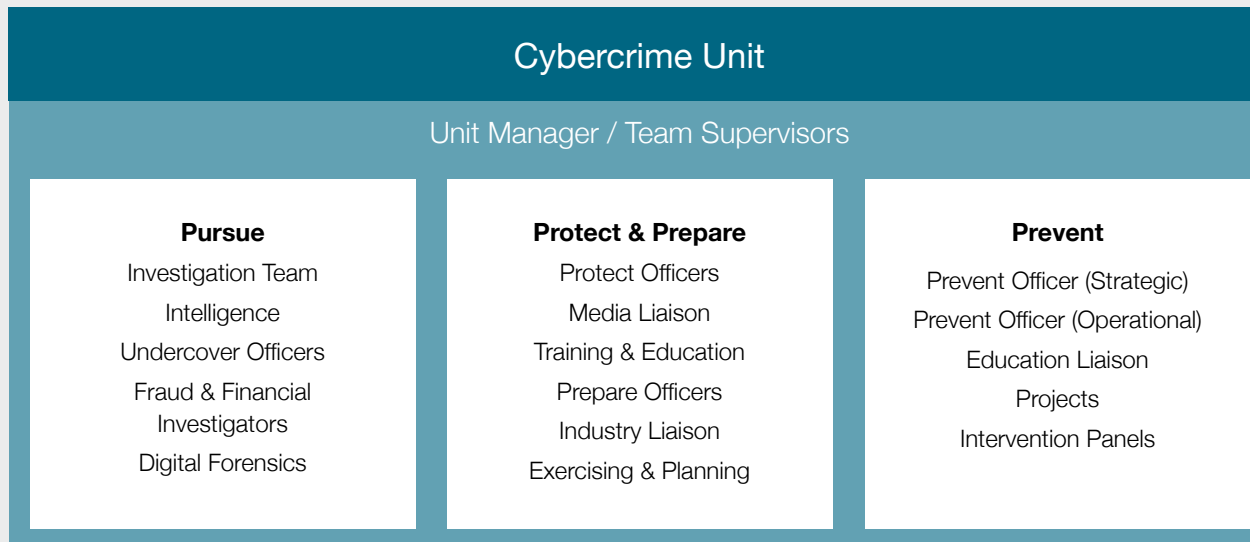 Cybercrime Unit
Unit Manager / Team Supervisors
Pursue
Investigation Team
Intelligence
Undercover Officers
Fraud & Financial
Investigators
Digital Forensics
Protect & Prepare
Protect Officers
Media Liaison
Training & Education
Prepare Officers
Industry Liaison
Exercising & Planning
Prevent
Prevent Officer (Strategic)
Prevent Officer (Operational)
Education Liaison
Projects
Intervention Panels